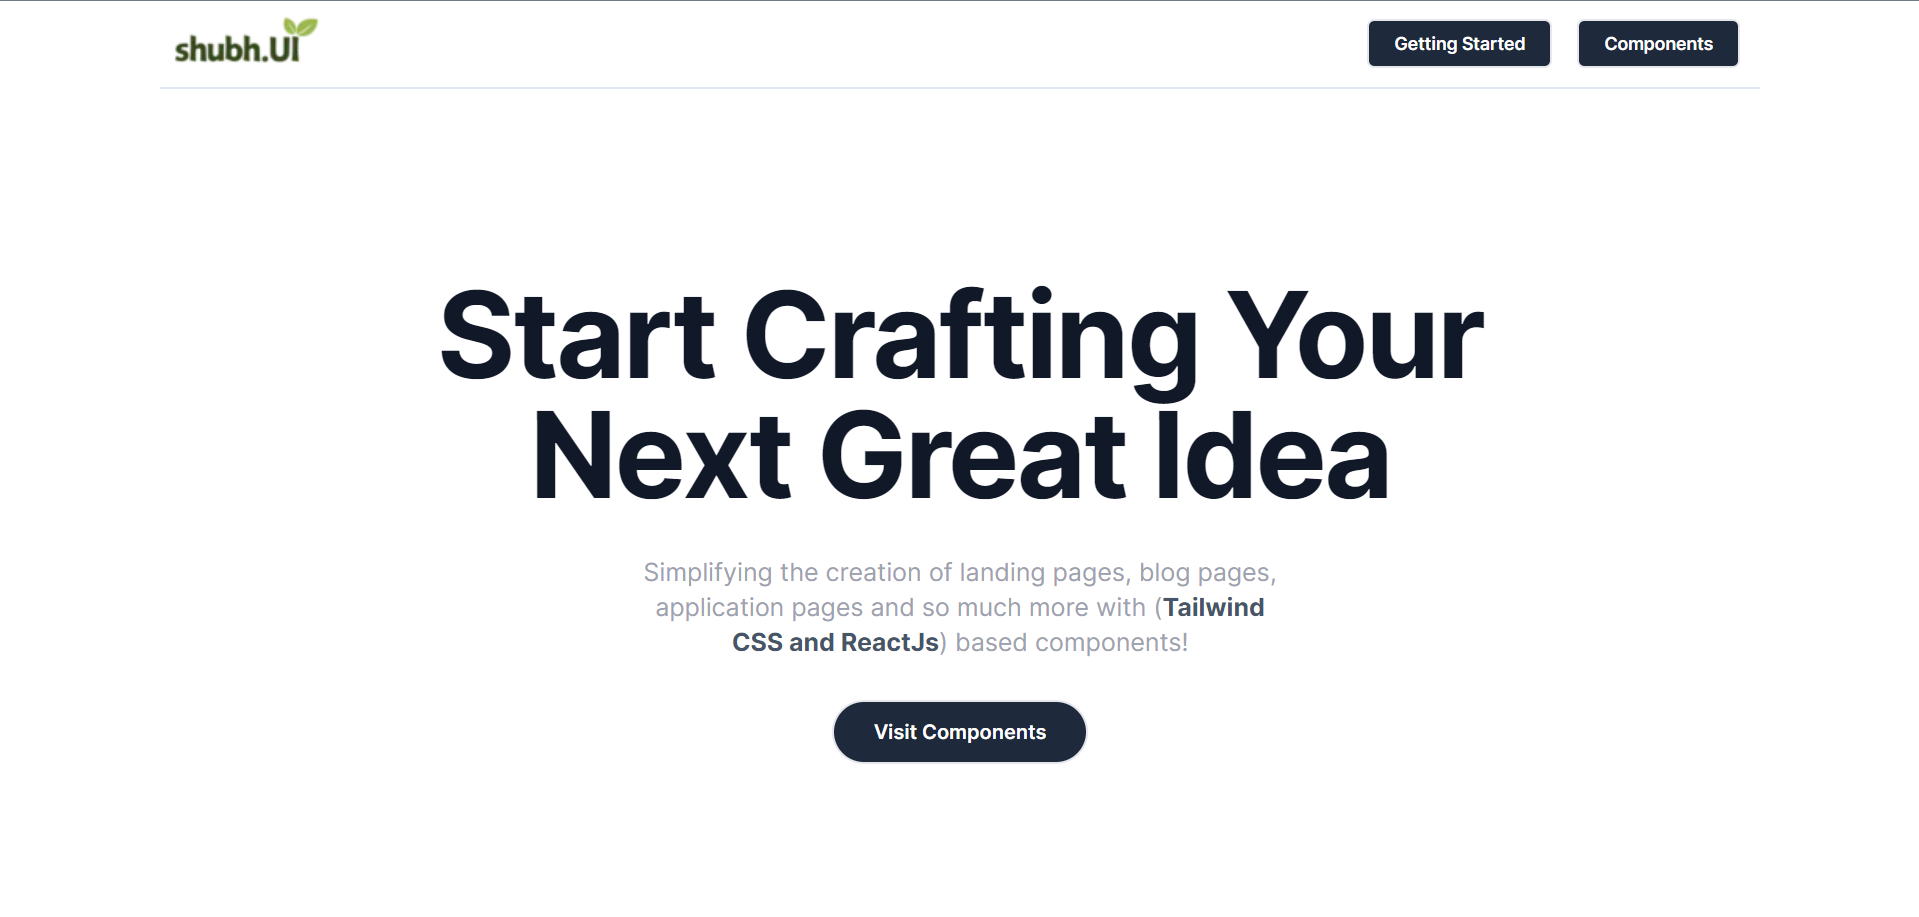 shubh.UI
Getting Started
Components
Start Crafting Your
Next Great Idea
Simplifying the creation of landing pages, blog pages,
application pages and so much more with (Tailwind
CSS and ReactJs) based components!
Visit Components